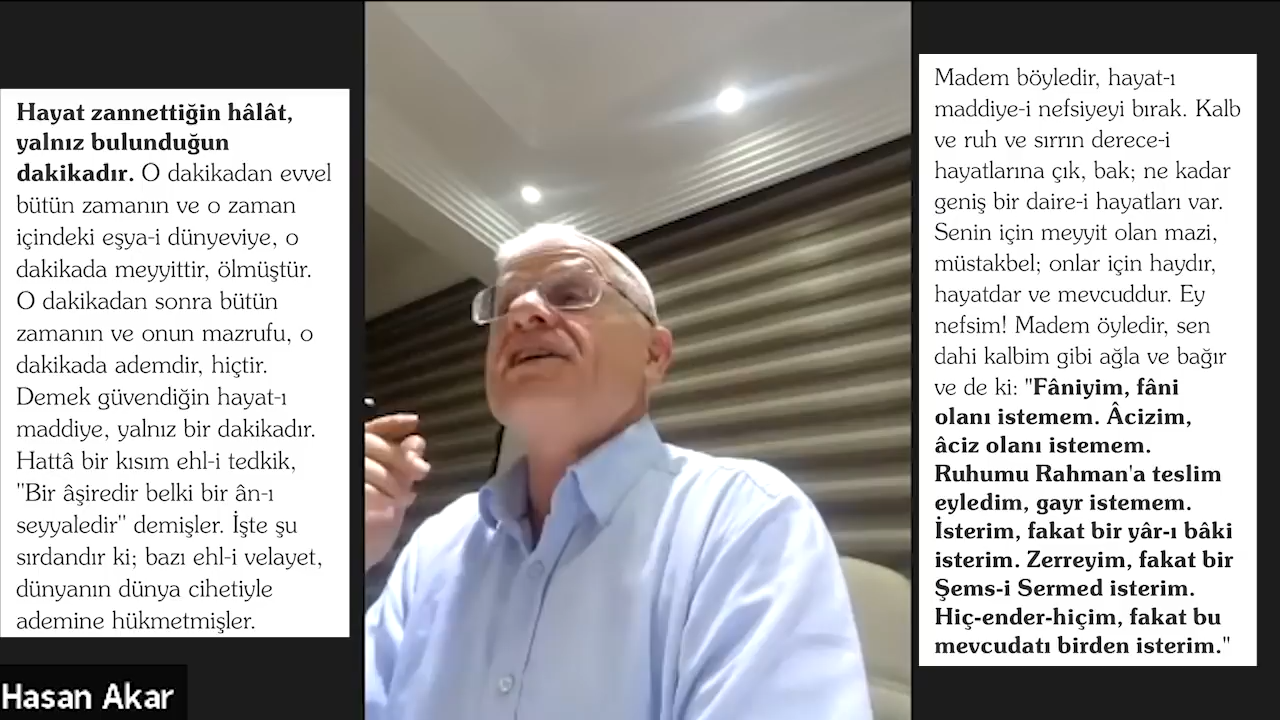 Hayat zannettiğin hâlât,
yalnız bulunduğun
dakikadır. O dakikadan evvel
bütün zamanın ve o zaman
içindeki eşya-i dünyeviye, o
dakikada meyyittir, ölmüştür.
O dakikadan sonra bütün
zamanın ve onun mazrufu, o
dakikada ademdir, hiçtir.
Demek güvendiğin hayat-ı
maddiye, yalnız bir dakikadır.
Hattâ bir kısım ehl-i tedkik,
"Bir âşiredir belki bir ân-ı
seyyaledir" demişler. İşte şu
sırdandır ki; bazı ehl-i velayet,
dünyanın dünya cihetiyle
ademine hükmetmişler.
Hasan Akar
Madem böyledir, hayat-ı
maddiye-i nefsiyeyi bırak. Kalb
ve ruh ve sırrın derece-i
hayatlarına çık, bak; ne kadar
geniş bir daire-i hayatları var.
Senin için meyyit olan mazi,
müstakbel; onlar için haydır,
hayatdar ve mevcuddur. Ey
nefsim! Madem öyledir, sen
dahi kalbim gibi ağla ve bağır
ve de ki: "Fâniyim, fâni
olanı istemem. Âcizim,
âciz olanı istemem.
Ruhumu Rahman'a teslim
eyledim, gayr istemem.
İsterim, fakat bir yâr-ı bâki
isterim. Zerreyim, fakat bir
Şems-i Sermed isterim.
Hiç-ender-hiçim, fakat bu
mevcudatı birden isterim."